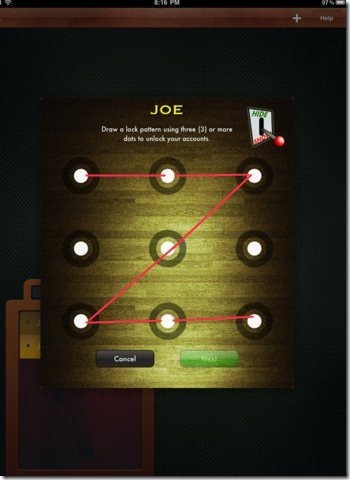 8:16 PM
97%
Help
JOE
HIDE
Draw a lock pattern using three (3) or more
dots to unlock your accounts.
Cancel
Next